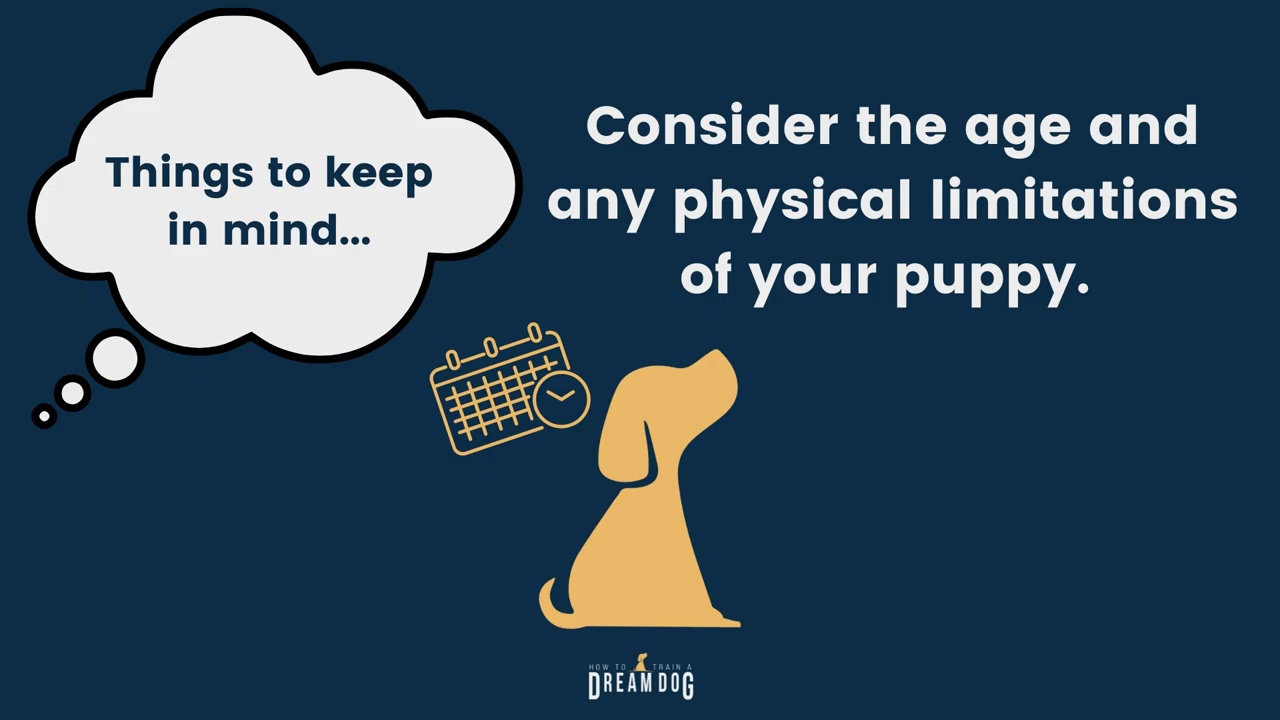 Things to keep
in mind...
Consider the age and
any physical limitations
of your puppy.
HOW TO TRAIN A
DREAM DOG